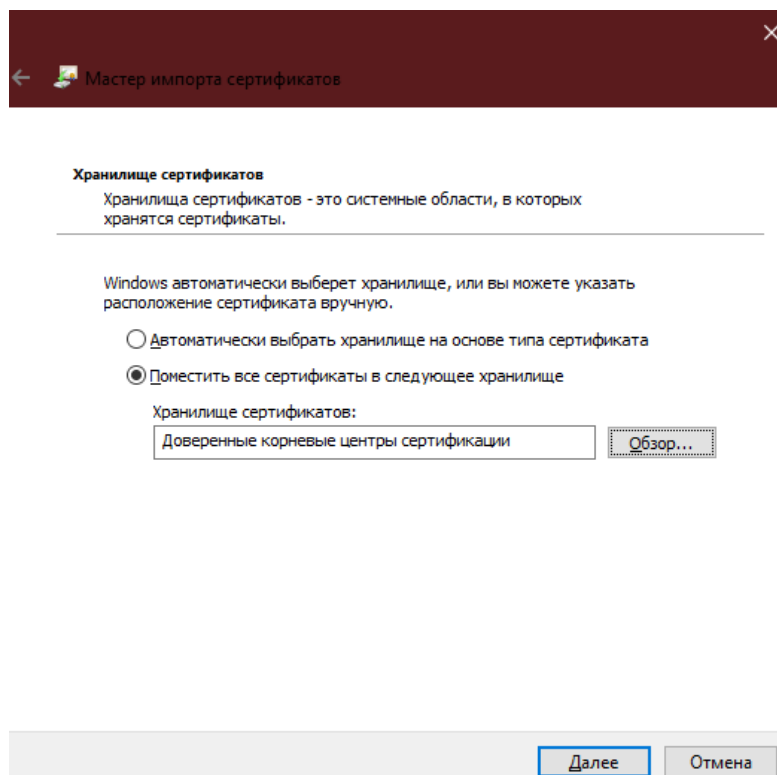 Мастер импорта сертификатов
Хранилище сертификатов
Хранилища сертификатов - это системные области, в которых
хранятся сертификаты.
Windows автоматически выберет хранилище, или вы можете указать
расположение сертификата вручную.
Автоматически выбрать хранилище на основе типа сертификата
Поместить все сертификаты в следующее хранилище
Хранилище сертификатов:
Доверенные корневые центры сертификации
Обзор...
Далее
Отмена